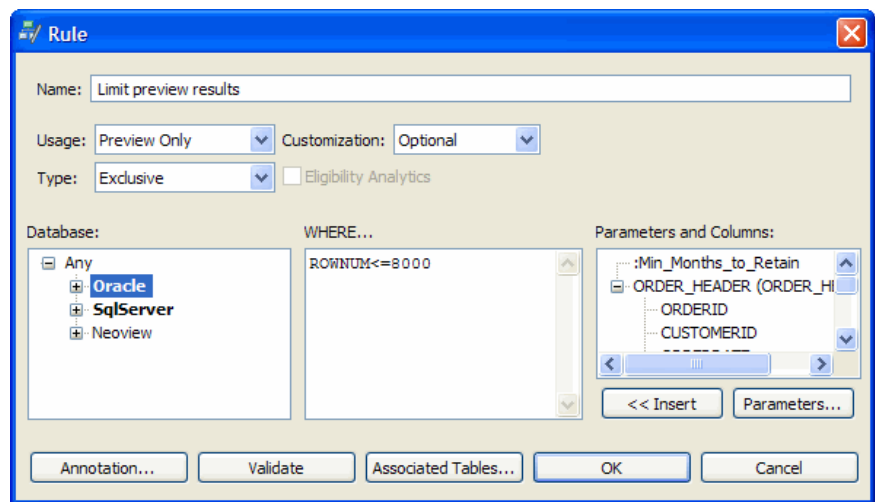 Rule
Name: Limit preview results
Usage: Preview Only Customization: Optional
Type: Exclusive Eligibility Analytics
Database: WHERE... Parameters and Columns:
Any
Oracle
SqlServer
Neoview
ROWNUM<=8000
:Min_Months_to_Retain
ORDER_HEADER (ORDER_HE
ORDERID
CUSTOMERID
<< Insert Parameters...
Annotation... Validate Associated Tables... OK Cancel